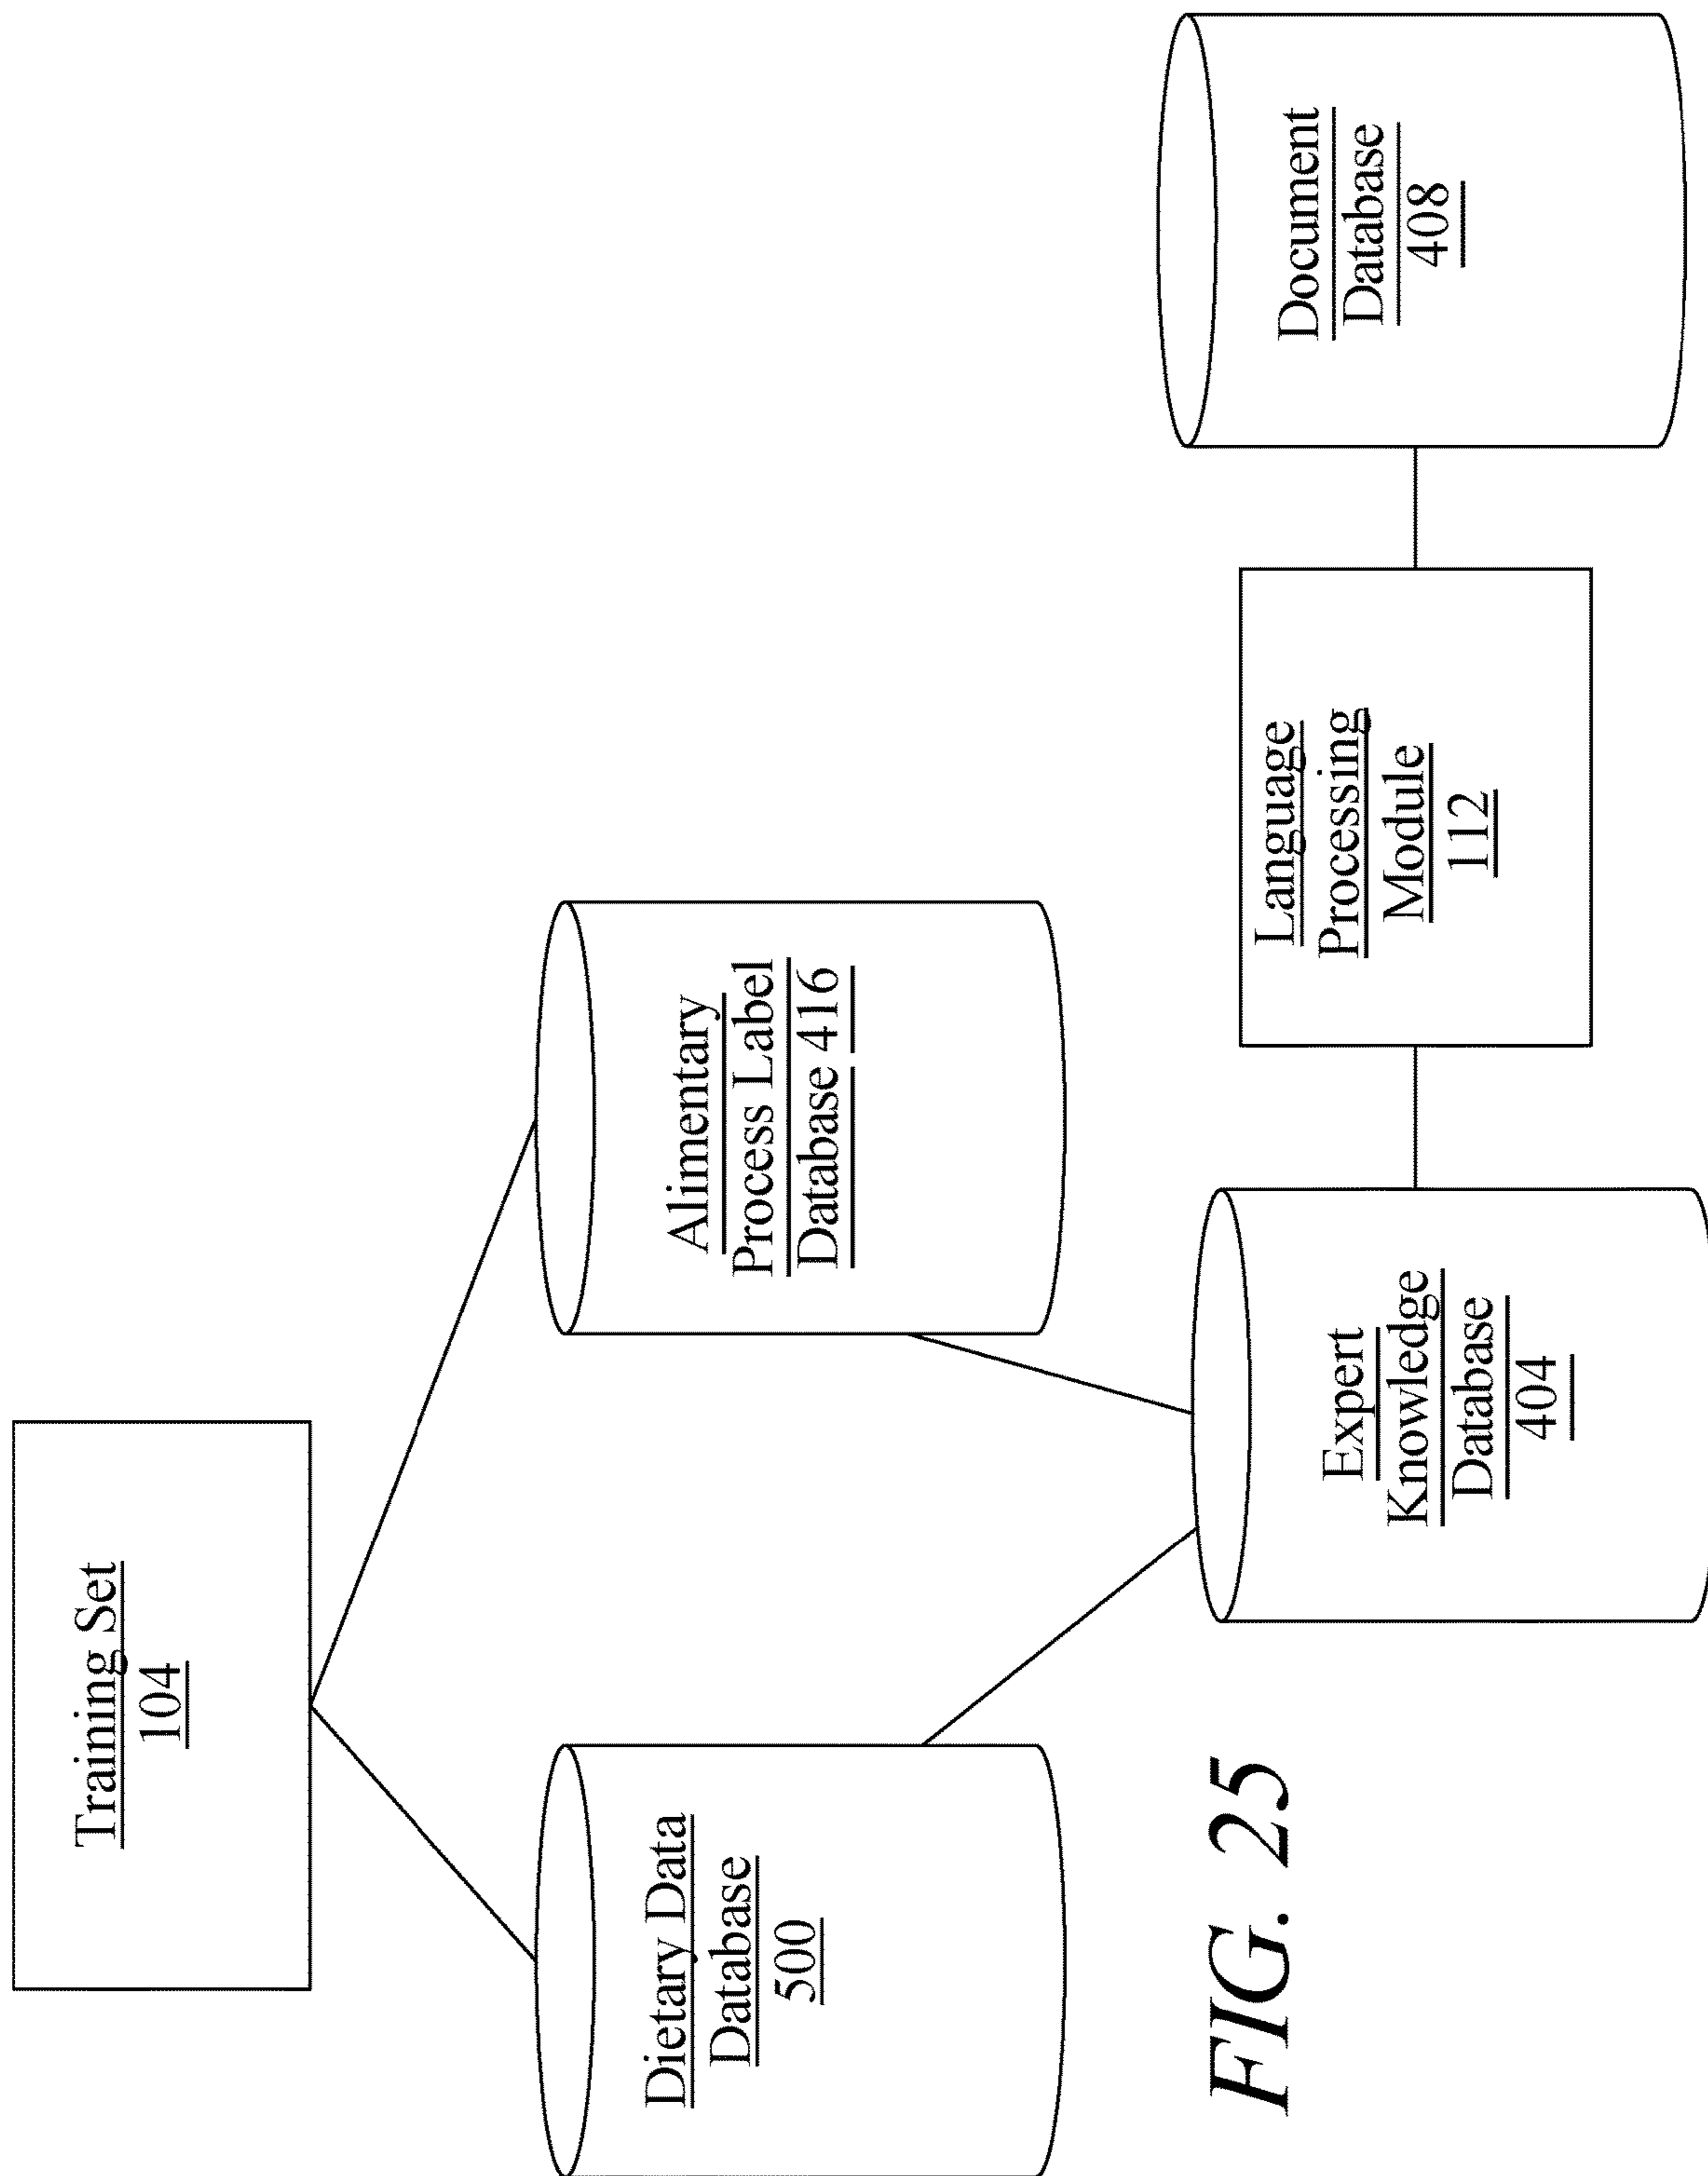 Training Set
104
Dietary Data
Database
500
Alimentary
Process Label
Database 416
Expert
Knowledge
Database
404
Language
Processing
Module
112
Document
Database
408
FIG. 25